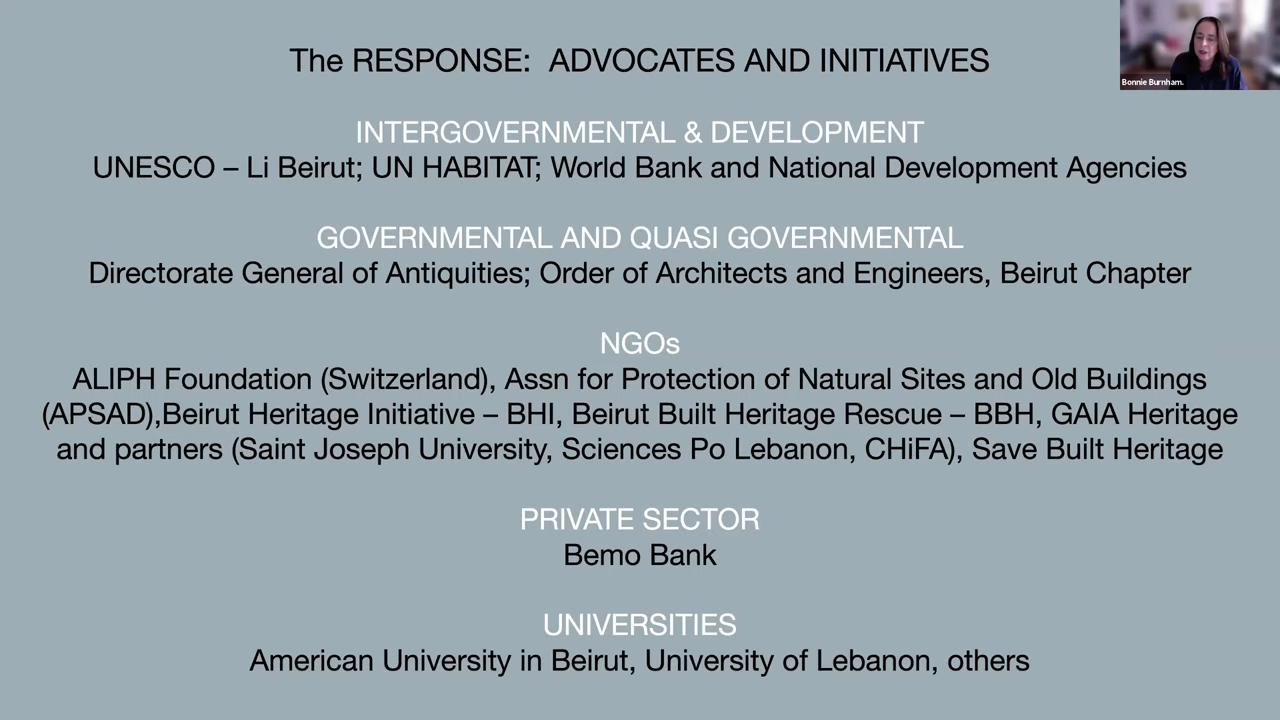 The RESPONSE: ADVOCATES AND INITIATIVES
Bonnie Burnham.
INTERGOVERNMENTAL & DEVELOPMENT
UNESCO – Li Beirut; UN HABITAT; World Bank and National Development Agencies
GOVERNMENTAL AND QUASI GOVERNMENTAL
Directorate General of Antiquities; Order of Architects and Engineers, Beirut Chapter
NGOs
ALIPH Foundation (Switzerland), Assn for Protection of Natural Sites and Old Buildings
(APSAD),Beirut Heritage Initiative – BHI, Beirut Built Heritage Rescue – BBH, GAIA Heritage
and partners (Saint Joseph University, Sciences Po Lebanon, CHiFA), Save Built Heritage
PRIVATE SECTOR
Bemo Bank
UNIVERSITIES
American University in Beirut, University of Lebanon, others